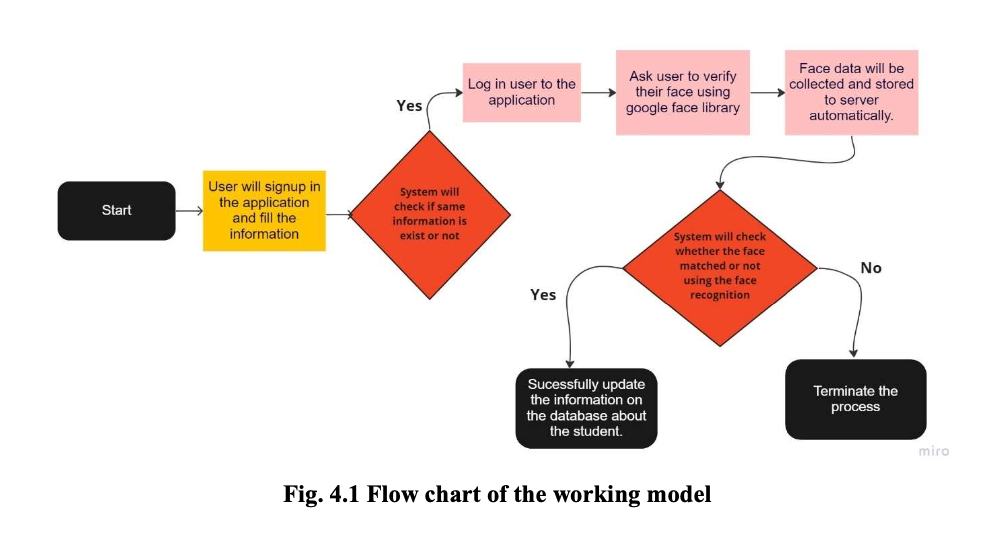 Start
User will signup in
the application
and fill the
information
System will
check if same
information is
exist or not
Yes
Log in user to the
application
Ask user to verify
their face using
google face library
Face data will be
collected and stored
to server
automatically.
System will check
whether the face
matched or not
using the face
recognition
Yes
No
Sucessfully update
the information on
the database about
the student.
Terminate the
process
miro
Fig. 4.1 Flow chart of the working model